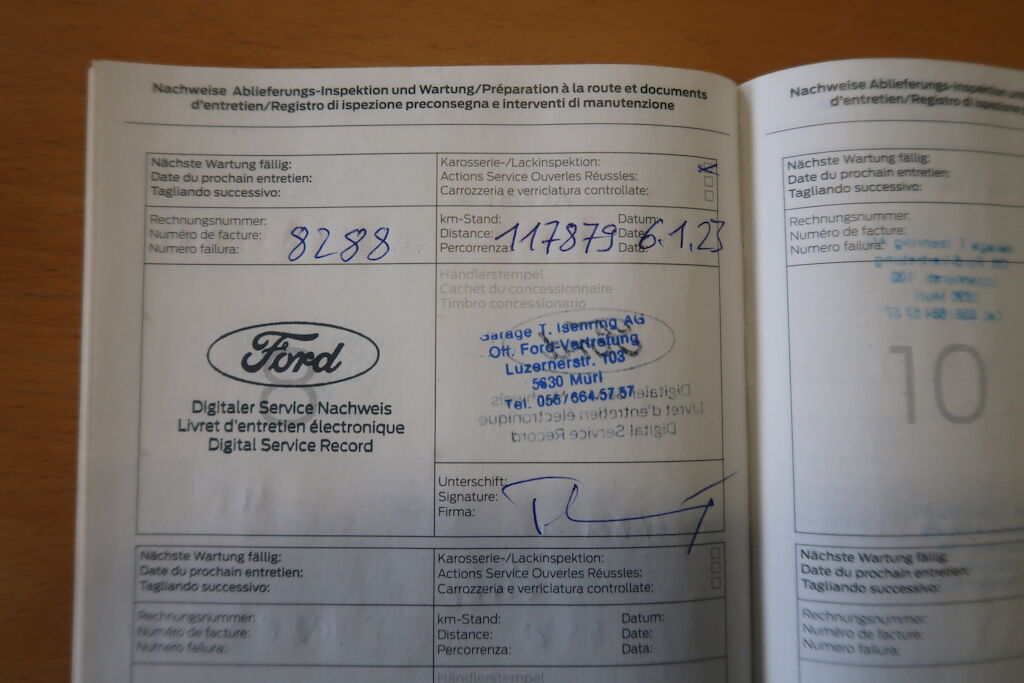 Nachweise Ablieferungs-Inspektion und Wartung/Préparation à la route et documents
d'entretien/Registro di ispezione preconsegna e interventi di manutenzione
Nächste Wartung fällig:
Date du prochain entretien:
Tagliando successivo:
Karosserie-/Lackinspektion:
Actions Service Ouverles Réussles:
Carrozzeria e verriciatura controllate:
Rechnungsnummer:
Numéro de facture:
Numero failura:
8288
km-Stand:
Distance:
Percorrenza:
117879
Datum:
Date:
Data:
6.1.23
Ford
Digitaler Service Nachweis
Livret d'entretien électronique
Digital Service Record
Händlerstempel
Cachet du concessionnaire
Timbro concessionario
Garage T. Isenring AG
Off. Ford-Vertretung
Luzernerstr. 103
5630 Muri
Tel. 056/664 57 57
Unterschrift:
Signature:
Firma:
Nächste Wartung fällig:
Date du prochain entretien:
Tagliando successivo:
Karosserie-/Lackinspektion:
Actions Service Ouverles Réussles:
Carrozzeria e verriciatura controllate:
Rechnungsnummer:
Numéro de facture:
Numero failura:
km-Stand:
Distance:
Percorrenza:
Datum:
Date:
Data:
Händlerstempel
Nachweise Ablieferungs-Inspektion
d'entretien/Registro di ispezione
Nächste Wartung fällig:
Date du prochain entretien:
Tagliando successivo:
Rechnungsnummer:
Numéro de facture:
Numero failura:
10
Nächste Wartung fällig:
Date du prochain entretien:
Tagliando successivo:
Rechnungsnummer:
Numéro de facture:
Numero failura: